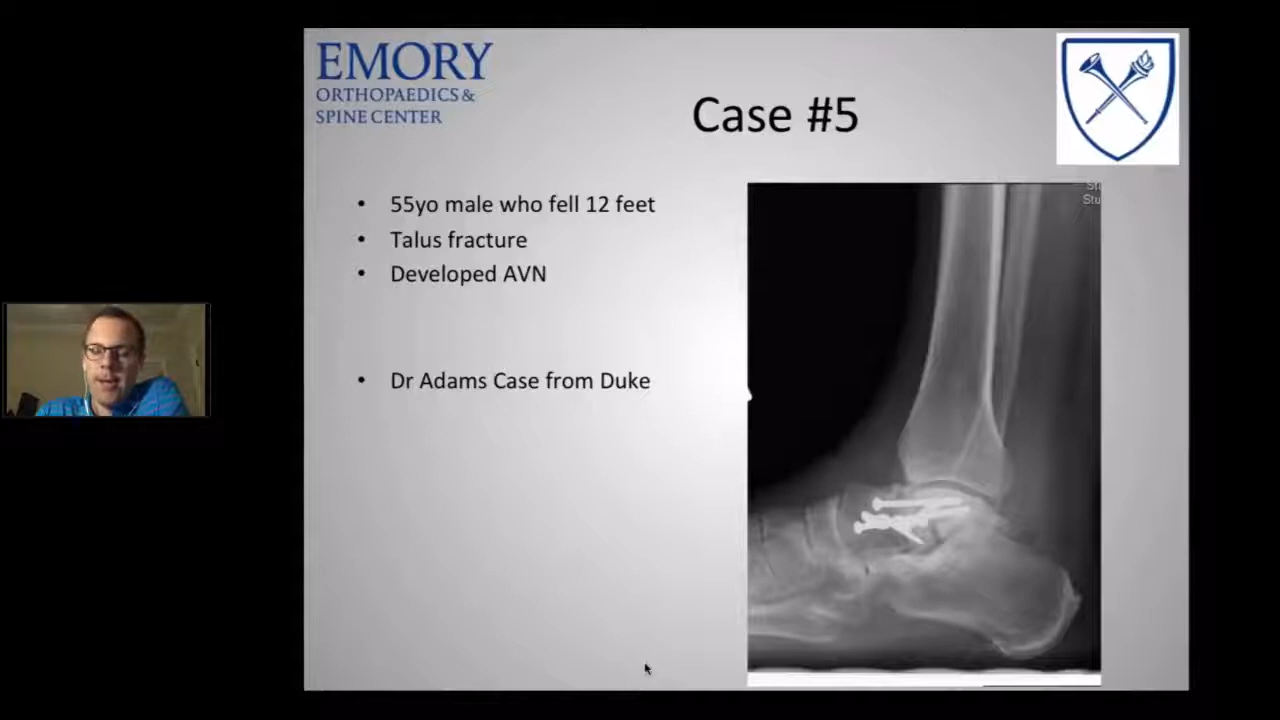 EMORY
ORTHOPAEDICS &
SPINE CENTER
Case #5
• 55yo male who fell 12 feet
• Talus fracture
• Developed AVN
• Dr Adams Case from Duke
Stu